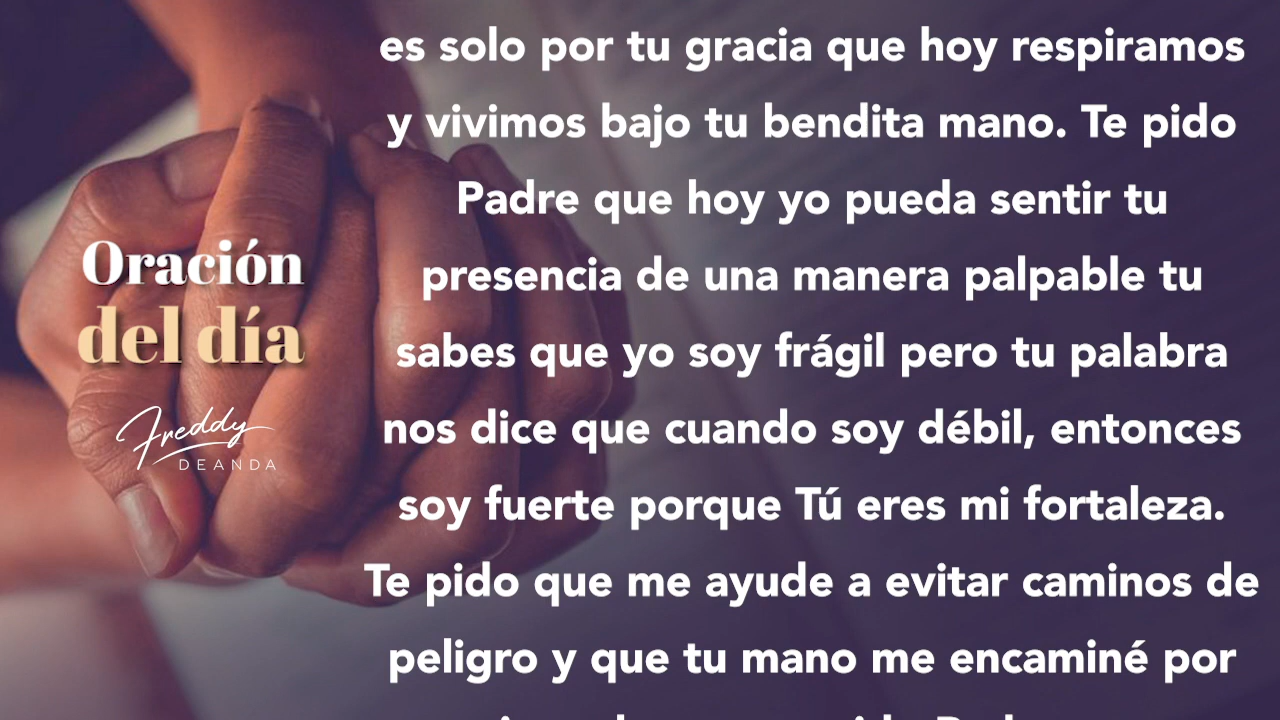 Oración
del día
Freddy
DEANDA
es solo por tu gracia que hoy respiramos
y vivimos bajo tu bendita mano. Te pido
Padre que hoy yo pueda sentir tu
presencia de una manera palpable tu
sabes que yo soy frágil pero tu palabra
nos dice que cuando soy débil, entonces
soy fuerte porque Tú eres mi fortaleza.
Te pido que me ayude a evitar caminos de
peligro y que tu mano me encaminé por